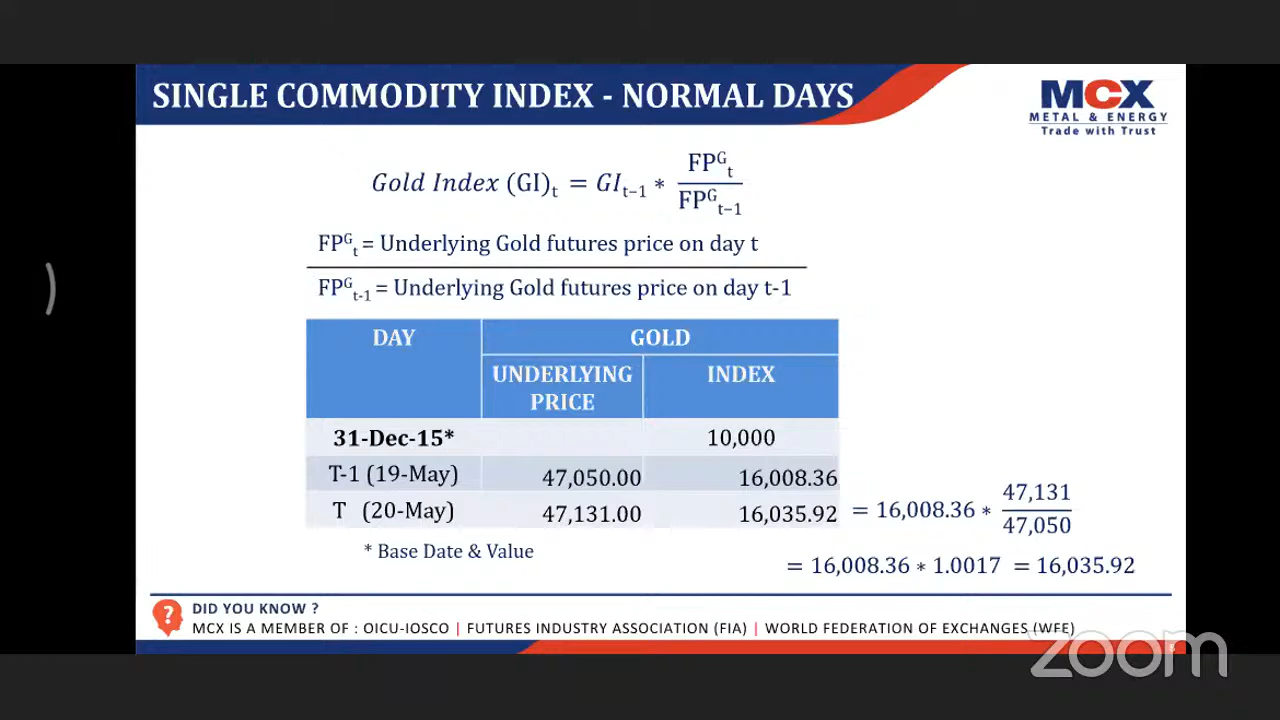 SINGLE COMMODITY INDEX - NORMAL DAYS
MCX
METAL & ENERGY
Trade with Trust
Gold Index (GI)t = GIt−1 * FPGt / FPGt−1
FPGt = Underlying Gold futures price on day t
FPGt-1 = Underlying Gold futures price on day t-1
DAY GOLD
UNDERLYING PRICE INDEX
31-Dec-15* 10,000
T-1 (19-May) 47,050.00 16,008.36
T (20-May) 47,131.00 16,035.92 = 16,008.36 * 47,131 / 47,050
* Base Date & Value
= 16,008.36 * 1.0017 = 16,035.92
?
DID YOU KNOW ?
MCX IS A MEMBER OF : OICU-IOSCO | FUTURES INDUSTRY ASSOCIATION (FIA) | WORLD FEDERATION OF EXCHANGES (WFE)
8
zoom